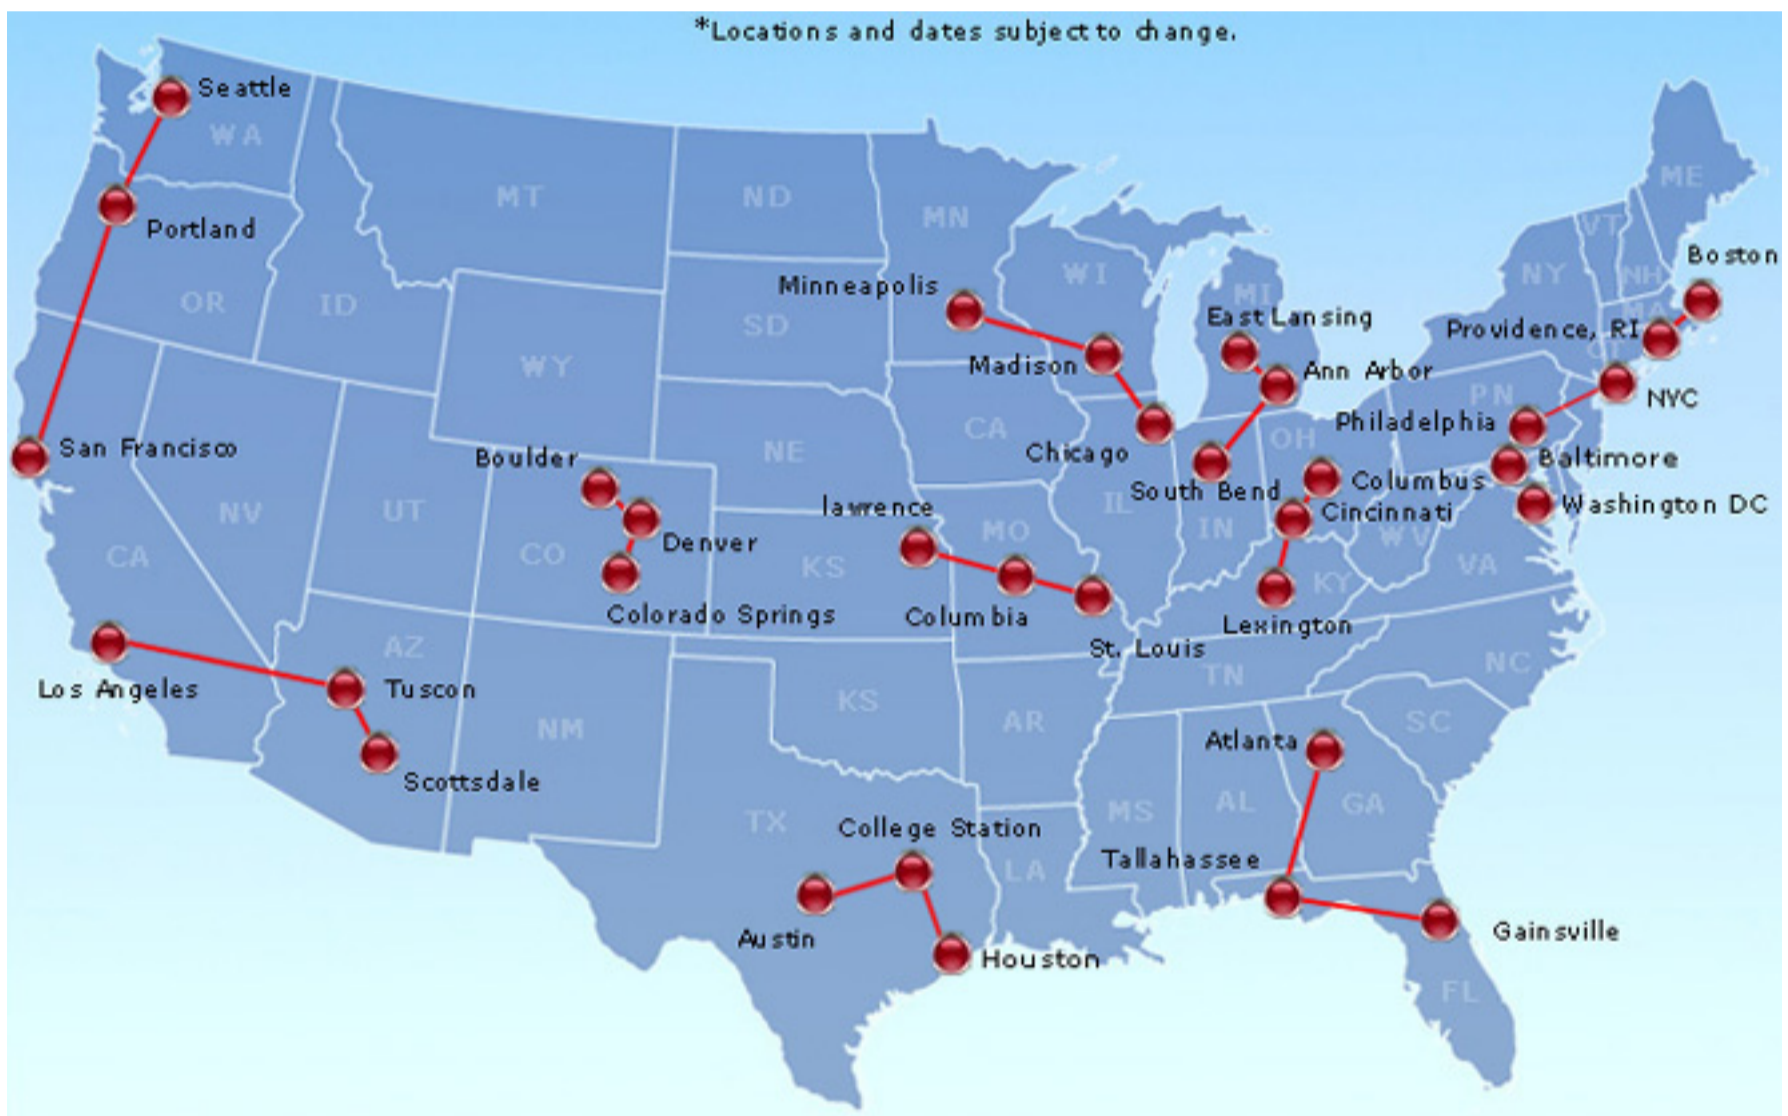 *Locations and dates subject to change.
Seattle
WA
Portland
OR
ID
MT
ND
MN
ME
VT
NH
NY
Boston
MA
Minneapolis
WI
MI
East Lansing
Providence, RI
CT
SD
WY
Madison
Ann Arbor
PN
NYC
Philadelphia
San Francisco
Boulder
NE
CA
Chicago
OH
Baltimore
South Bend
Columbus
Washington DC
NV
UT
lawrence
MO
IL
IN
Cincinnati
WV
CA
CO
Denver
KS
VA
KY
Colorado Springs
Columbia
Lexington
St. Louis
AZ
Los Angeles
Tuscon
NM
KS
TN
NC
AR
SC
Atlanta
Scottsdale
TX
College Station
MS
AL
GA
Tallahassee
LA
Austin
Houston
Gainsville
FL